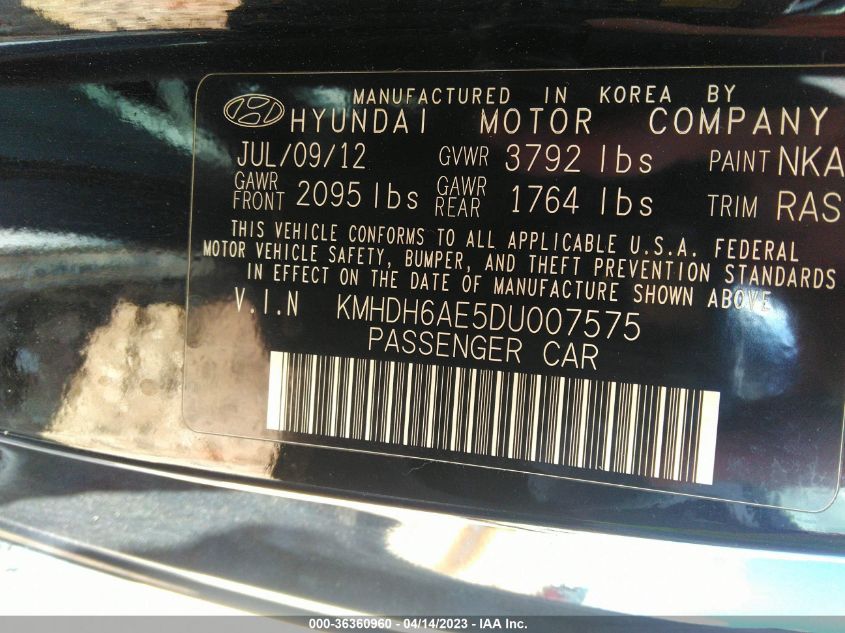 MANUFACTURED IN KOREA BY
HYUNDAI MOTOR COMPANY
JUL/09/12 GVWR 3792 lbs PAINT NKA
GAWR FRONT 2095 lbs GAWR REAR 1764 lbs TRIM RAS
THIS VEHICLE CONFORMS TO ALL APPLICABLE U.S.A. FEDERAL
MOTOR VEHICLE SAFETY, BUMPER, AND THEFT PREVENTION STANDARDS
IN EFFECT ON THE DATE OF MANUFACTURE SHOWN ABOVE
V.I.N KMHDH6AE5DU007575
PASSENGER CAR
000-36360960 - 04/14/2023 - IAA Inc.